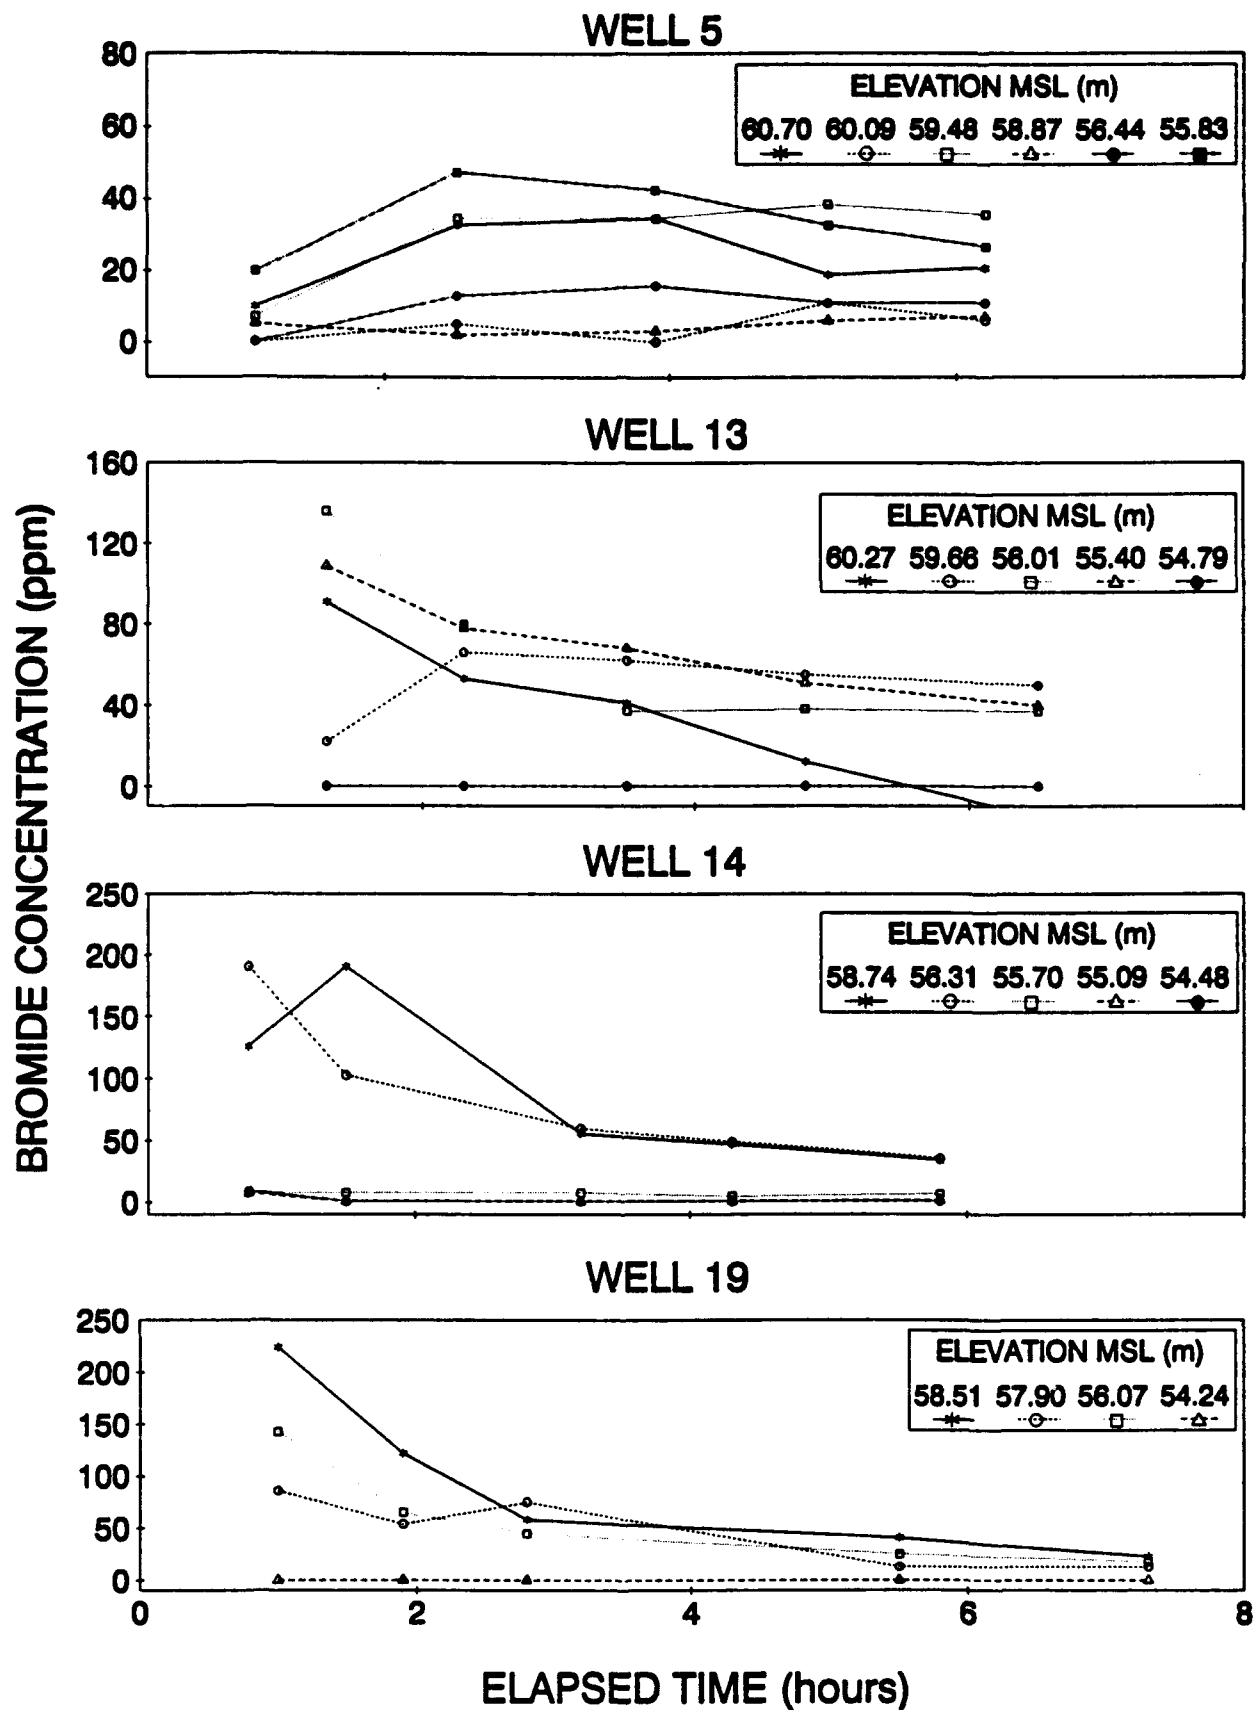 WELL 5
80
60
40
20
0
ELEVATION MSL (m)
60.70 60.09 59.48 58.87 56.44 55.83
WELL 13
160
120
80
40
0
ELEVATION MSL (m)
60.27 59.66 56.01 55.40 54.79
BROMIDE CONCENTRATION (ppm)
WELL 14
250
200
150
100
50
0
ELEVATION MSL (m)
58.74 56.31 55.70 55.09 54.48
WELL 19
250
200
150
100
50
0
ELEVATION MSL (m)
58.51 57.90 56.07 54.24
0 2 4 6 8
ELAPSED TIME (hours)